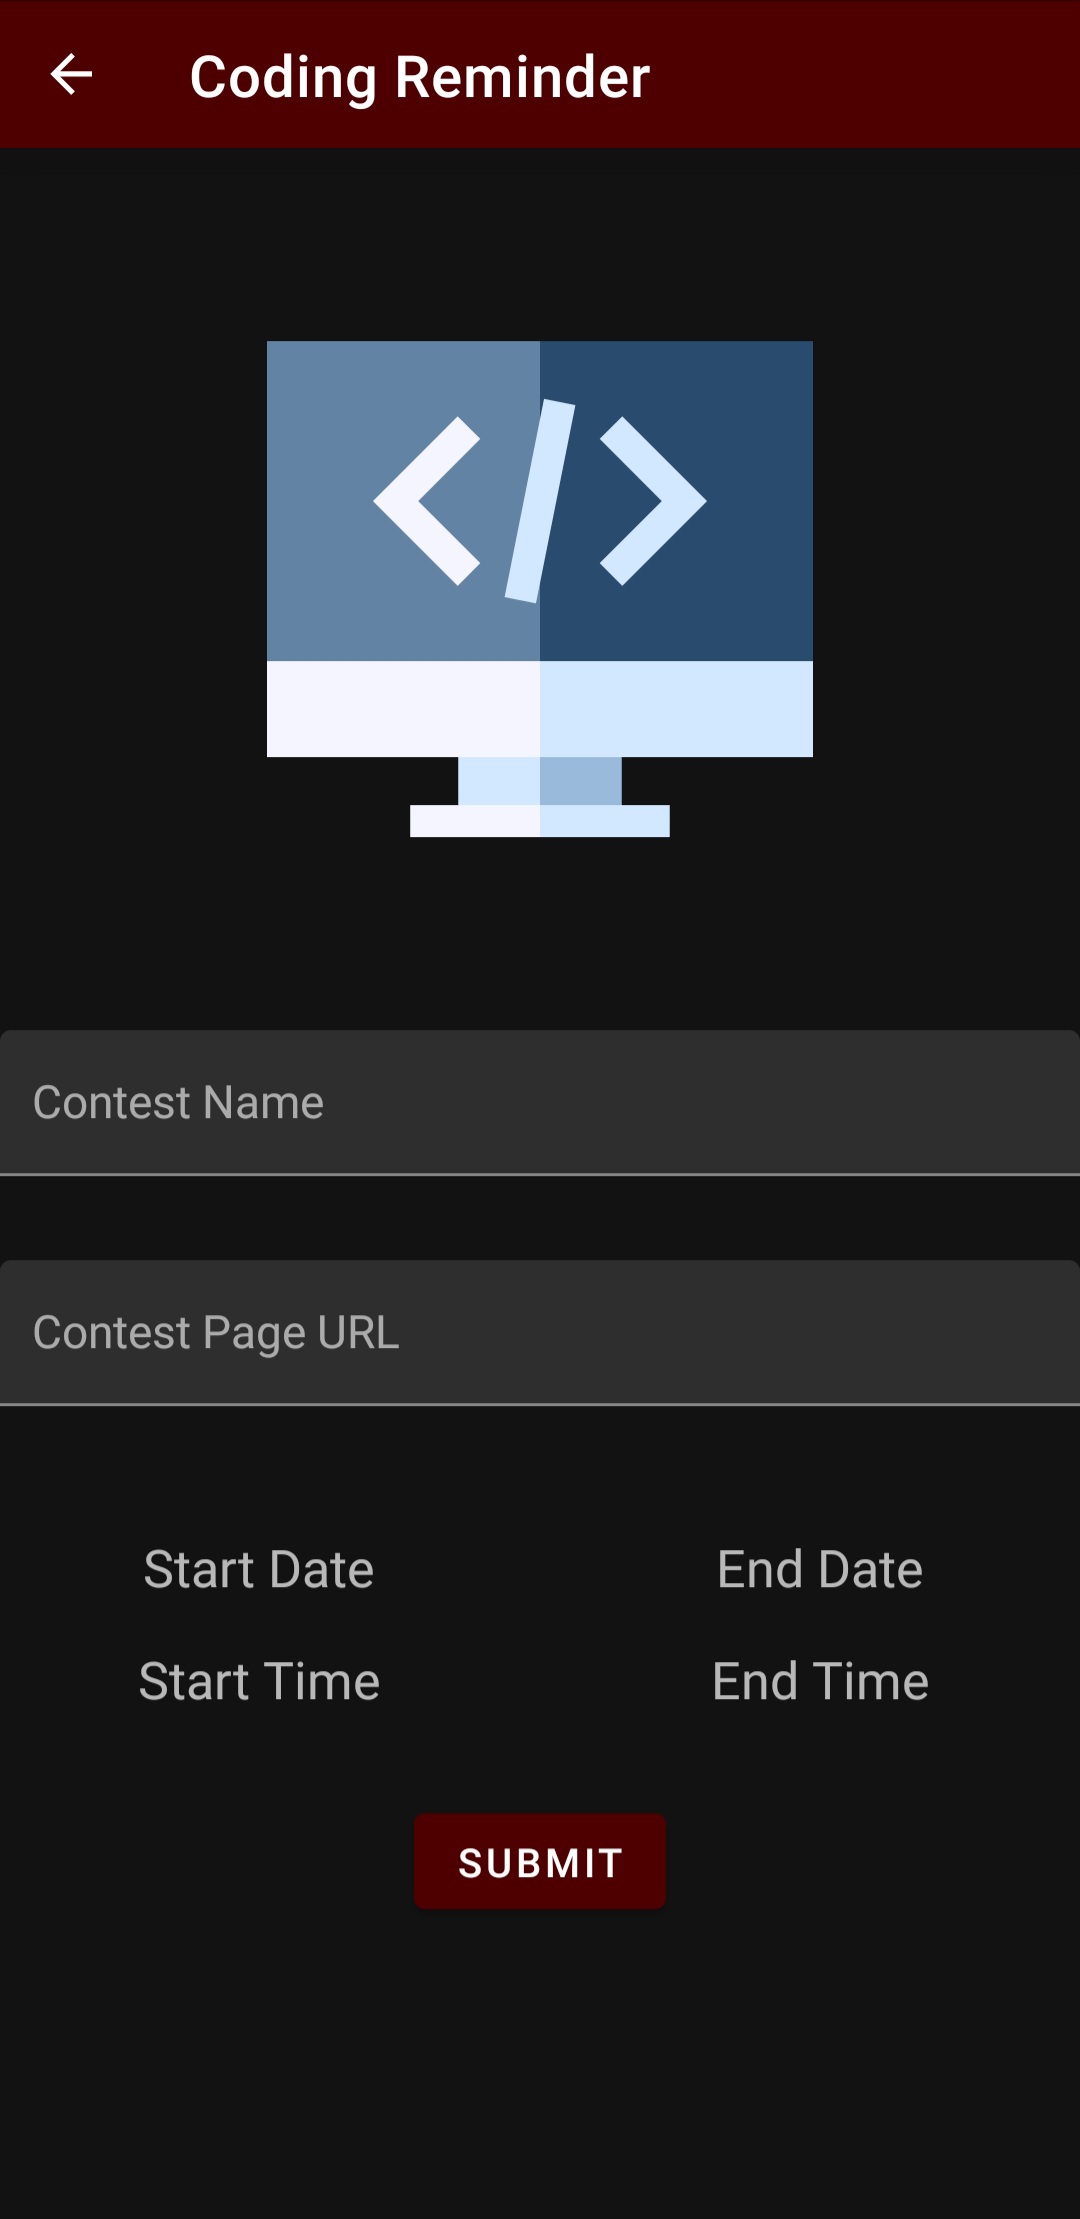 Coding Reminder
</>
Contest Name
Contest Page URL
Start Date
End Date
Start Time
End Time
SUBMIT